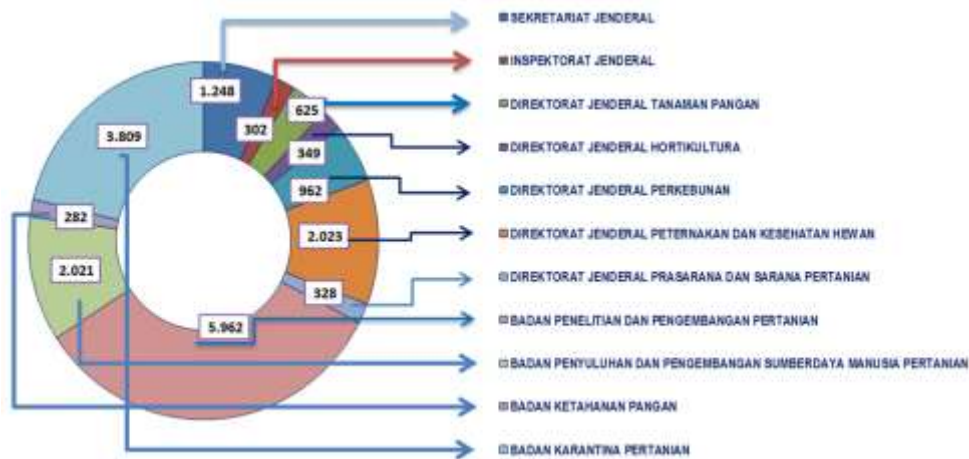 1.248
302
625
349
962
2.023
328
5.962
2.021
282
3.809
SEKRETARIAT JENDERAL
INSPEKTORAT JENDERAL
DIREKTORAT JENDERAL TANAMAN PANGAN
DIREKTORAT JENDERAL HORTIKULTURA
DIREKTORAT JENDERAL PERKEBUNAN
DIREKTORAT JENDERAL PETERNAKAN DAN KESEHATAN HEWAN
DIREKTORAT JENDERAL PRASARANA DAN SARANA PERTANIAN
BADAN PENELITIAN DAN PENGEMBANGAN PERTANIAN
BADAN PENYULUHAN DAN PENGEMBANGAN SUMBERDAYA MANUSIA PERTANIAN
BADAN KETAHANAN PANGAN
BADAN KARANTINA PERTANIAN